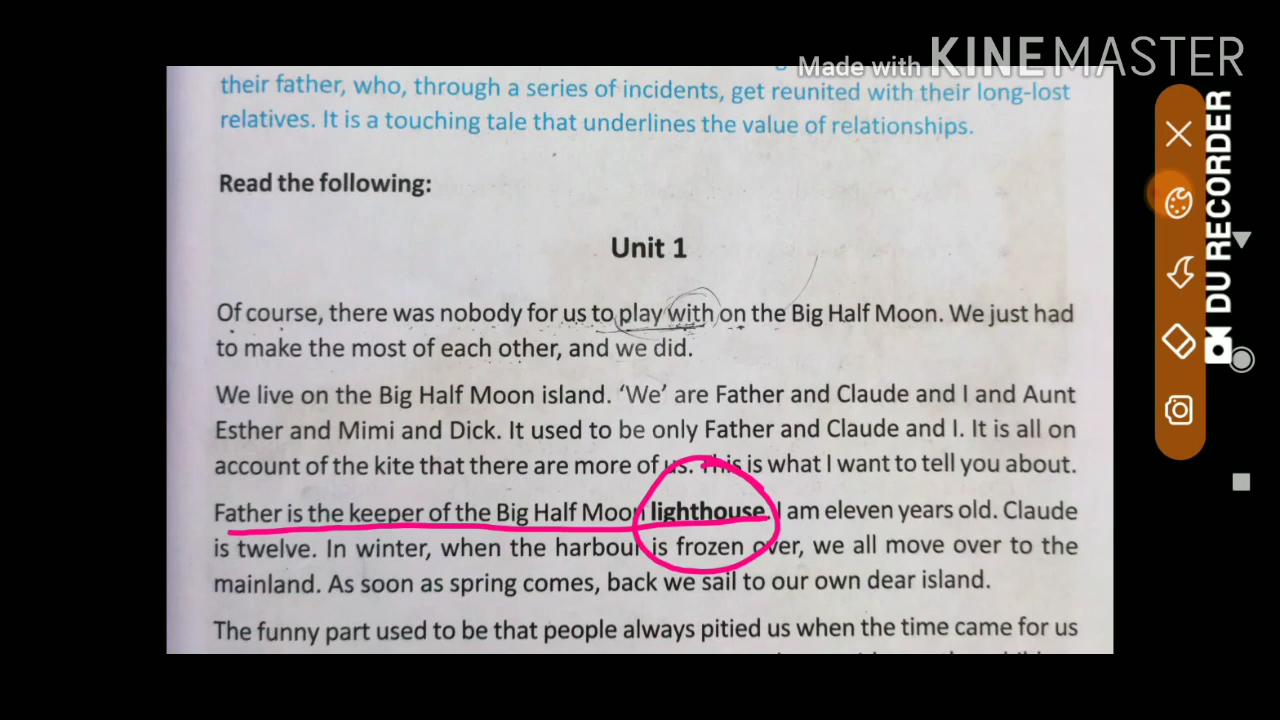 Made with KINEMASTER
their father, who, through a series of incidents, get reunited with their long-lost
relatives. It is a touching tale that underlines the value of relationships.
Read the following:
Unit 1
Of course, there was nobody for us to play with on the Big Half Moon. We just had
to make the most of each other, and we did.
We live on the Big Half Moon island. ‘We’ are Father and Claude and I and Aunt
Esther and Mimi and Dick. It used to be only Father and Claude and I. It is all on
account of the kite that there are more of us. This is what I want to tell you about.
Father is the keeper of the Big Half Moon lighthouse. I am eleven years old. Claude
is twelve. In winter, when the harbour is frozen over, we all move over to the
mainland. As soon as spring comes, back we sail to our own dear island.
The funny part used to be that people always pitied us when the time came for us
DU RECORDER